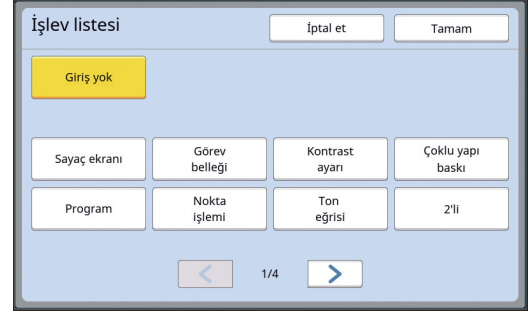 İşlev listesi
İptal et
Tamam
Giriş yok
Sayaç ekranı
Görev
belleği
Kontrast
ayarı
Çoklu yapı
baskı
Program
Nokta
işlemi
Ton
eğrisi
2'li
1/4